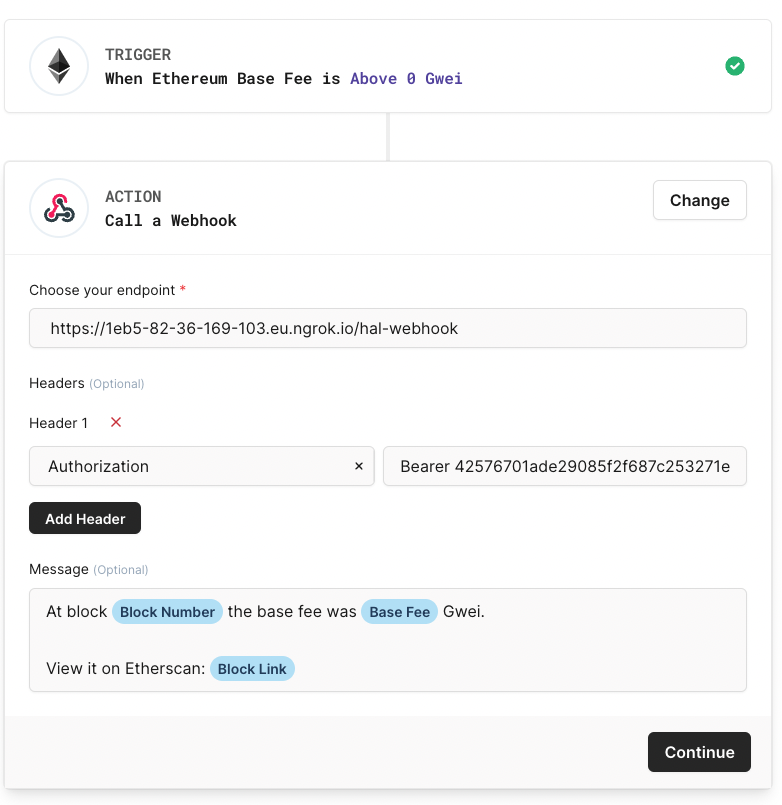 TRIGGER
When Ethereum Base Fee is Above 0 Gwei
ACTION
Call a Webhook
Change
Choose your endpoint *
https://1eb5-82-36-169-103.eu.ngrok.io/hal-webhook
Headers (Optional)
Header 1 ×
Authorization ×
Bearer 42576701ade29085f2f687c253271e
Add Header
Message (Optional)
At block Block Number the base fee was Base Fee Gwei.
View it on Etherscan: Block Link
Continue